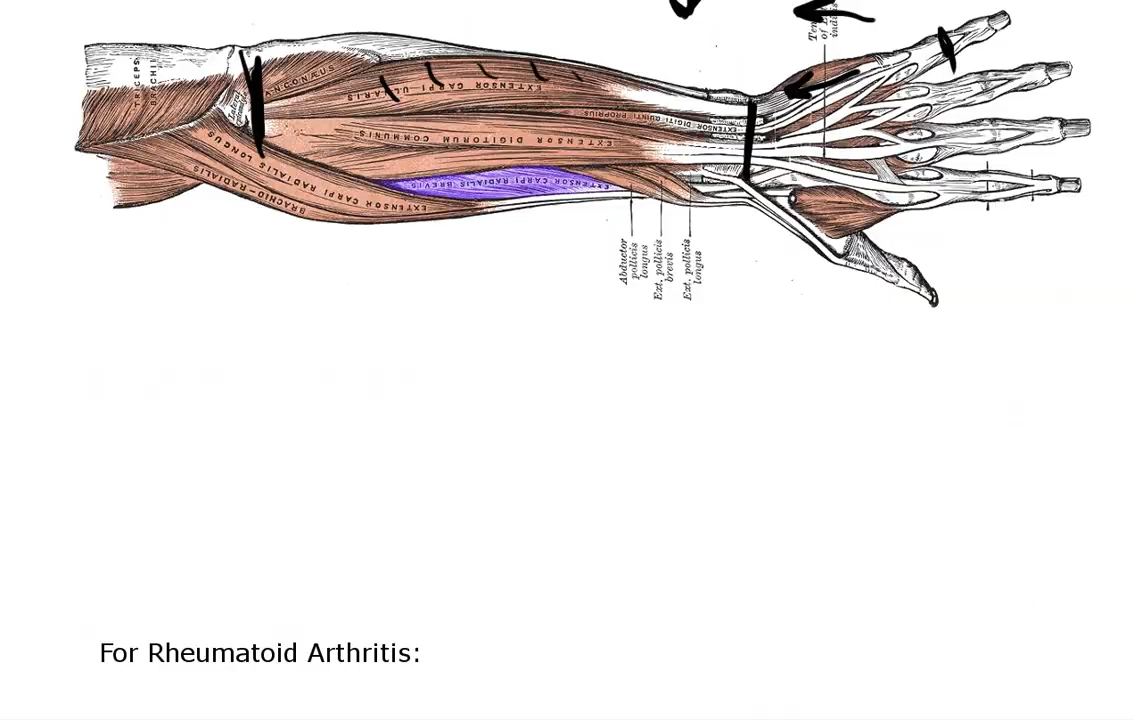 TRICEPS
BRACHII
ANCONÆUS
EXTENSOR CARPI ULNARIS
EXTENSOR DIGITI QUINTI PROPRIUS
EXTENSOR DIGITORUM COMMUNIS
EXTENSOR CARPI RADIALIS BREVIS
EXTENSOR CARPI RADIALIS LONGUS
BRACHIO-RADIALIS
Abductor
pollicis
longus
Ext. pollicis
brevis
Ext. pollicis
longus
For Rheumatoid Arthritis: